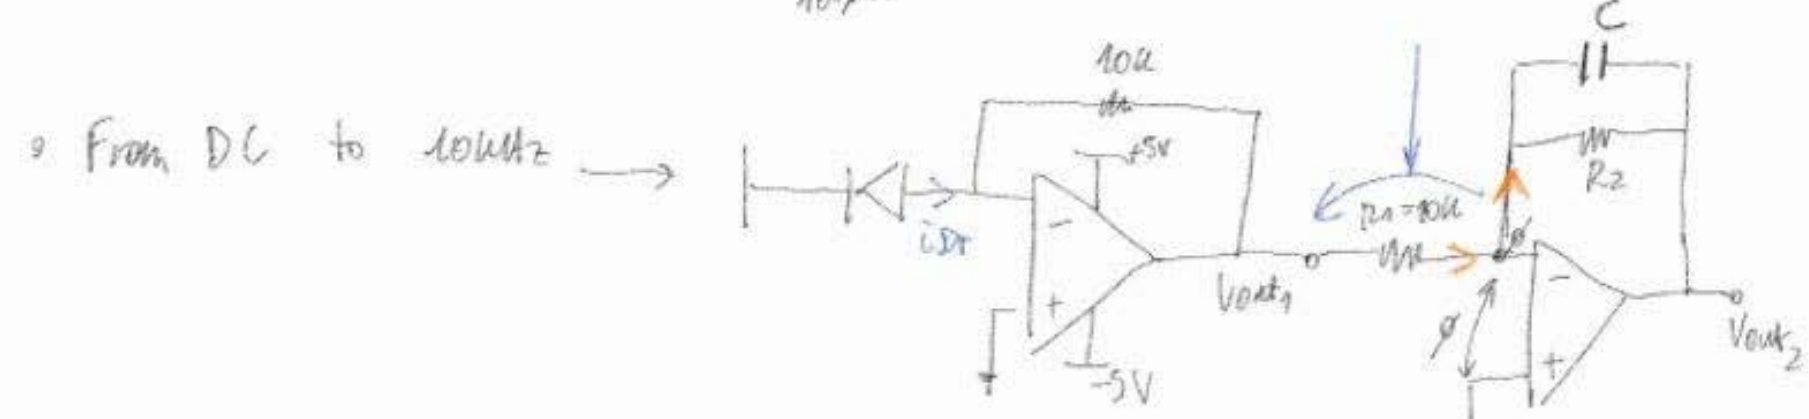 C
10k
• From DC to 10kHz →
+5V
R2
R1=10k
iDr
ø
-
-
Vout1
+
ø
+
Vout2
-5V